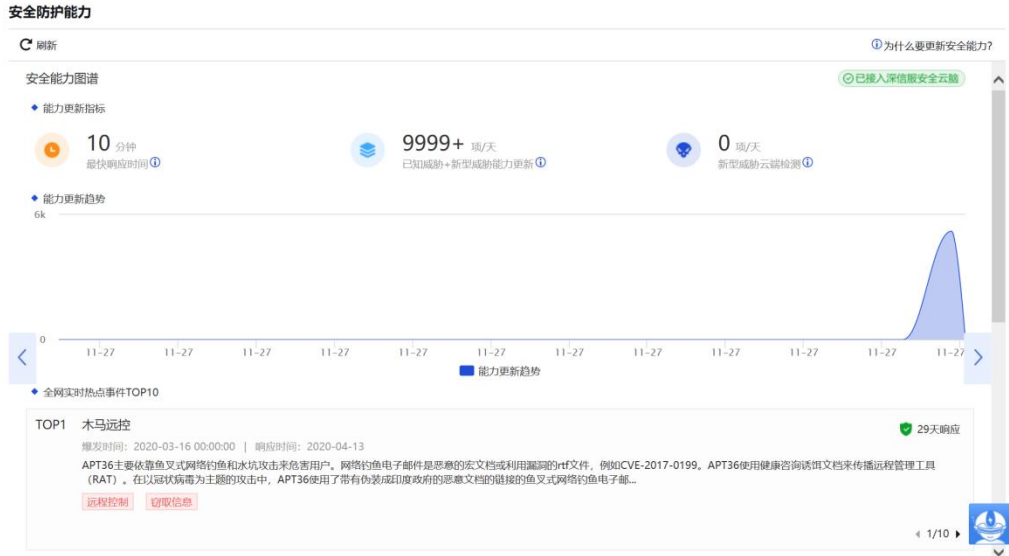 安全防护能力
刷新
为什么要更新安全能力?
安全能力图谱
已接入深信服安全云脑
能力更新指标
10 分钟
最快响应时间
9999+ 项/天
已知威胁+新型威胁能力更新
0 项/天
新型威胁云端检测
能力更新趋势
6k
0
11-27 11-27 11-27 11-27 11-27 11-27 11-27 11-27 11-27 11-27 11-27 11-27
能力更新趋势
全网实时热点事件TOP10
TOP1 木马远控
29天响应
爆发时间：2020-03-16 00:00:00 | 响应时间：2020-04-13
APT36主要依靠鱼叉式网络钓鱼和水坑攻击来危害用户。网络钓鱼电子邮件是恶意的宏文档或利用漏洞的rtf文件，例如CVE-2017-0199。APT36使用健康咨询诱饵文档来传播远程管理工具
（RAT）。在以冠状病毒为主题的攻击中，APT36使用了带有伪装成印度政府的恶意文档的链接的鱼叉式网络钓鱼电子邮...
远程控制 窃取信息
1/10